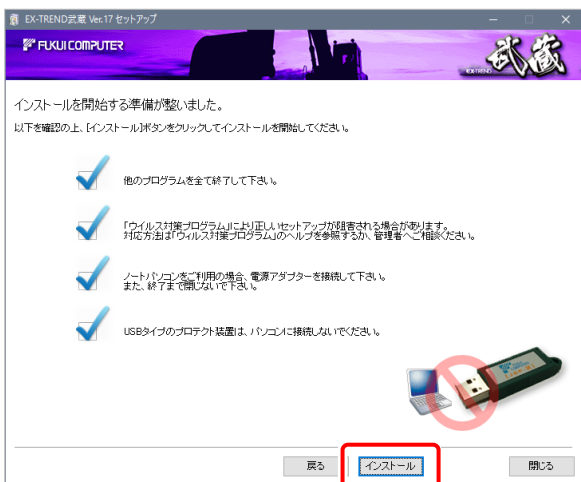 EX-TREND武蔵 Ver.17 セットアップ
FUKUI COMPUTER
EX-TREND 武蔵
インストールを開始する準備が整いました。
以下を確認の上、[インストール]ボタンをクリックしてインストールを開始してください。
他のプログラムを全て終了して下さい。
「ウイルス対策プログラム」により正しいセットアップが阻害される場合があります。
対応方法は「ウィルス対策プログラム」のヘルプを参照するか、管理者へご相談ください。
ノートパソコンをご利用の場合、電源アダプターを接続して下さい。
また、終了まで閉じないで下さい。
USBタイプのプロテクト装置は、パソコンに接続しないでください。
戻る
インストール
閉じる